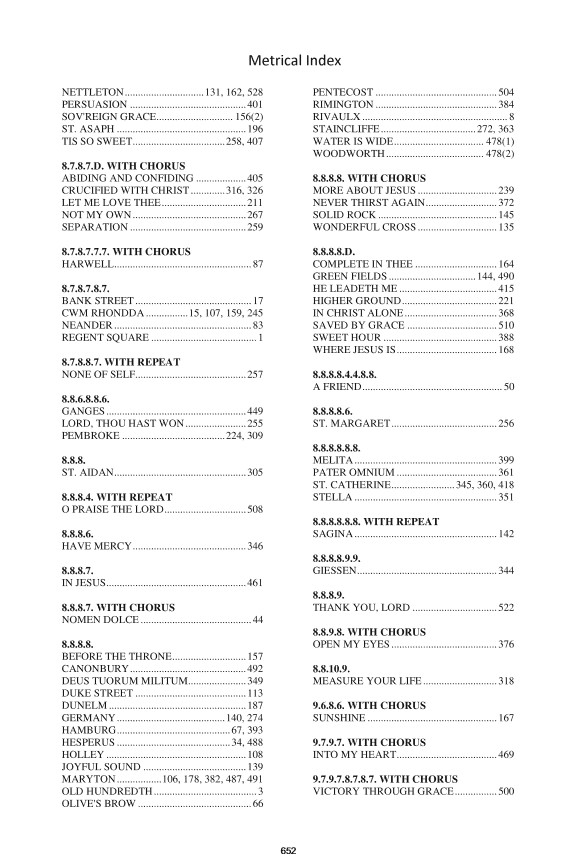 Metrical Index
NETTLETON..............................131, 162, 528
PERSUASION ............................................401
SOV'REIGN GRACE............................. 156(2)
ST. ASAPH ................................................. 196
TIS SO SWEET...................................258, 407
8.7.8.7.D. WITH CHORUS
ABIDING AND CONFIDING ...................405
CRUCIFIED WITH CHRIST.............316, 326
LET ME LOVE THEE................................211
NOT MY OWN...........................................267
SEPARATION ............................................259
8.7.8.7.7.7. WITH CHORUS
HARWELL....................................................87
8.7.8.7.8.7.
BANK STREET ............................................17
CWM RHONDDA ................15, 107, 159, 245
NEANDER ....................................................83
REGENT SQUARE ........................................1
8.7.8.8.7. WITH REPEAT
NONE OF SELF..........................................257
8.8.6.8.8.6.
GANGES.....................................................449
LORD, THOU HAST WON.......................255
PEMBROKE .......................................224, 309
8.8.8.
ST. AIDAN..................................................305
8.8.8.4. WITH REPEAT
O PRAISE THE LORD...............................508
8.8.8.6.
HAVE MERCY...........................................346
8.8.8.7.
IN JESUS.....................................................461
8.8.8.7. WITH CHORUS
NOMEN DOLCE..........................................44
8.8.8.8.
BEFORE THE THRONE............................157
CANONBURY............................................492
DEUS TUORUM MILITUM......................349
DUKE STREET ..........................................113
DUNELM ....................................................187
GERMANY.........................................140, 274
HAMBURG...........................................67, 393
HESPERUS ...........................................34, 488
HOLLEY .....................................................108
JOYFUL SOUND .......................................139
MARYTON.................106, 178, 382, 487, 491
OLD HUNDREDTH.......................................3
OLIVE'S BROW ...........................................66
PENTECOST ..............................................504
RIMINGTON ..............................................384
RIVAULX .......................................................8
STAINCLIFFE....................................272, 363
WATER IS WIDE.................................. 478(1)
WOODWORTH..................................... 478(2)
8.8.8.8. WITH CHORUS
MORE ABOUT JESUS ..............................239
NEVER THIRST AGAIN...........................372
SOLID ROCK .............................................145
WONDERFUL CROSS..............................135
8.8.8.8.D.
COMPLETE IN THEE ...............................164
GREEN FIELDS.................................144, 490
HE LEADETH ME .....................................415
HIGHER GROUND....................................221
IN CHRIST ALONE...................................368
SAVED BY GRACE ..................................510
SWEET HOUR ...........................................388
WHERE JESUS IS......................................168
8.8.8.8.4.4.8.8.
A FRIEND.....................................................50
8.8.8.8.6.
ST. MARGARET........................................256
8.8.8.8.8.8.
MELITA......................................................399
PATER OMNIUM ......................................361
ST. CATHERINE........................345, 360, 418
STELLA ......................................................351
8.8.8.8.8.8. WITH REPEAT
SAGINA......................................................142
8.8.8.8.9.9.
GIESSEN.....................................................344
8.8.8.9.
THANK YOU, LORD ................................522
8.8.9.8. WITH CHORUS
OPEN MY EYES........................................376
8.8.10.9.
MEASURE YOUR LIFE............................318
9.6.8.6. WITH CHORUS
SUNSHINE .................................................167
9.7.9.7. WITH CHORUS
INTO MY HEART......................................469
9.7.9.7.8.7.8.7. WITH CHORUS
VICTORY THROUGH GRACE................500
652